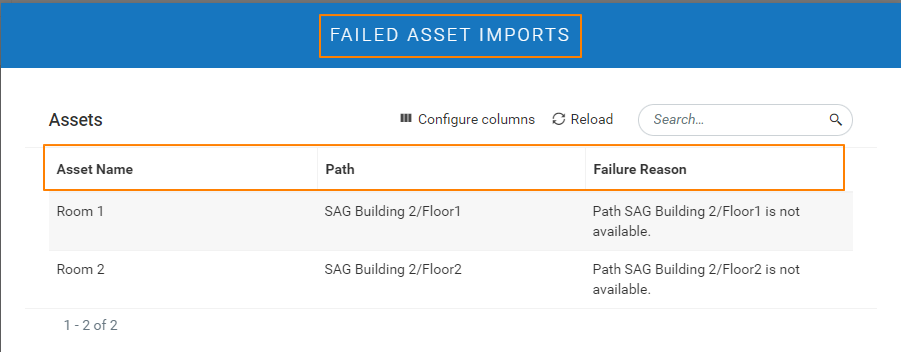 FAILED ASSET IMPORTS
Assets
Configure columns
Reload
Search...
Asset Name Path Failure Reason
Room 1 SAG Building 2/Floor1 Path SAG Building 2/Floor1 is not
available.
Room 2 SAG Building 2/Floor2 Path SAG Building 2/Floor2 is not
available.
1 - 2 of 2